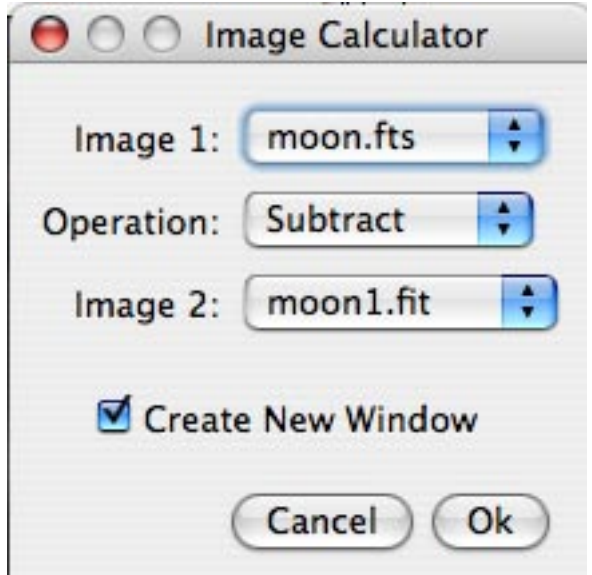 Image Calculator
Image 1: moon.fts
Operation: Subtract
Image 2: moon1.fit
Create New Window
Cancel Ok